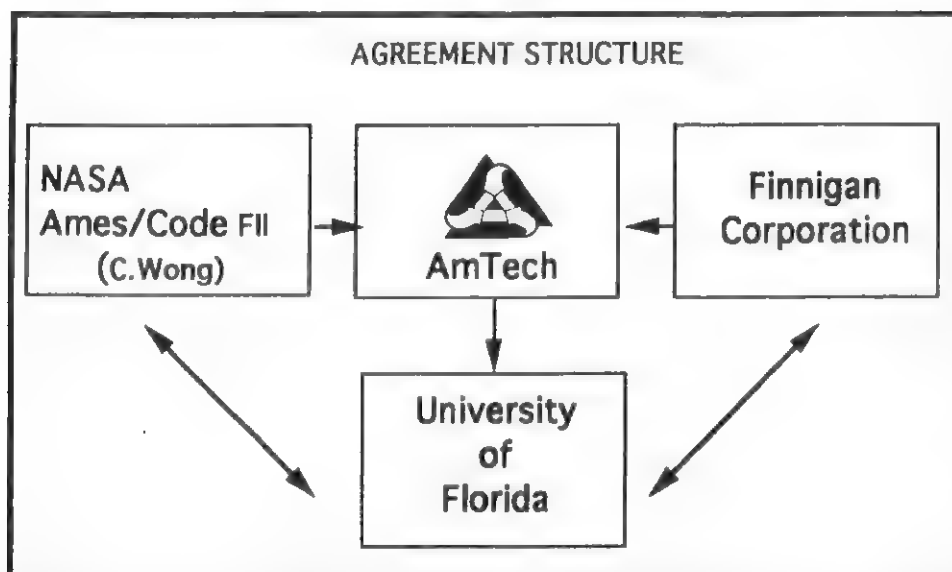 AGREEMENT STRUCTURE
NASA
Ames/Code FII
(C.Wong)
AmTech
Finnigan
Corporation
University
of
Florida